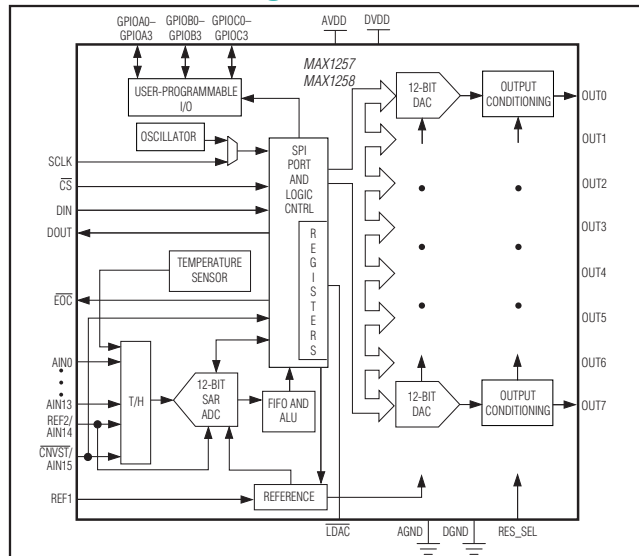 GPIOA0–
GPIOA3
GPIOB0–
GPIOB3
GPIOC0–
GPIOC3
AVDD
DVDD
MAX1257
MAX1258
USER-PROGRAMMABLE
I/O
OSCILLATOR
SCLK
CS
DIN
DOUT
SPI
PORT
AND
LOGIC
CNTRL
REGISTERS
TEMPERATURE
SENSOR
EOC
AIN0
AIN13
REF2/
AIN14
CNVST/
AIN15
REF1
T/H
12-BIT
SAR
ADC
FIFO AND
ALU
REFERENCE
12-BIT
DAC
OUTPUT
CONDITIONING
OUT0
OUT1
OUT2
OUT3
OUT4
OUT5
OUT6
12-BIT
DAC
OUTPUT
CONDITIONING
OUT7
LDAC
AGND
DGND
RES_SEL